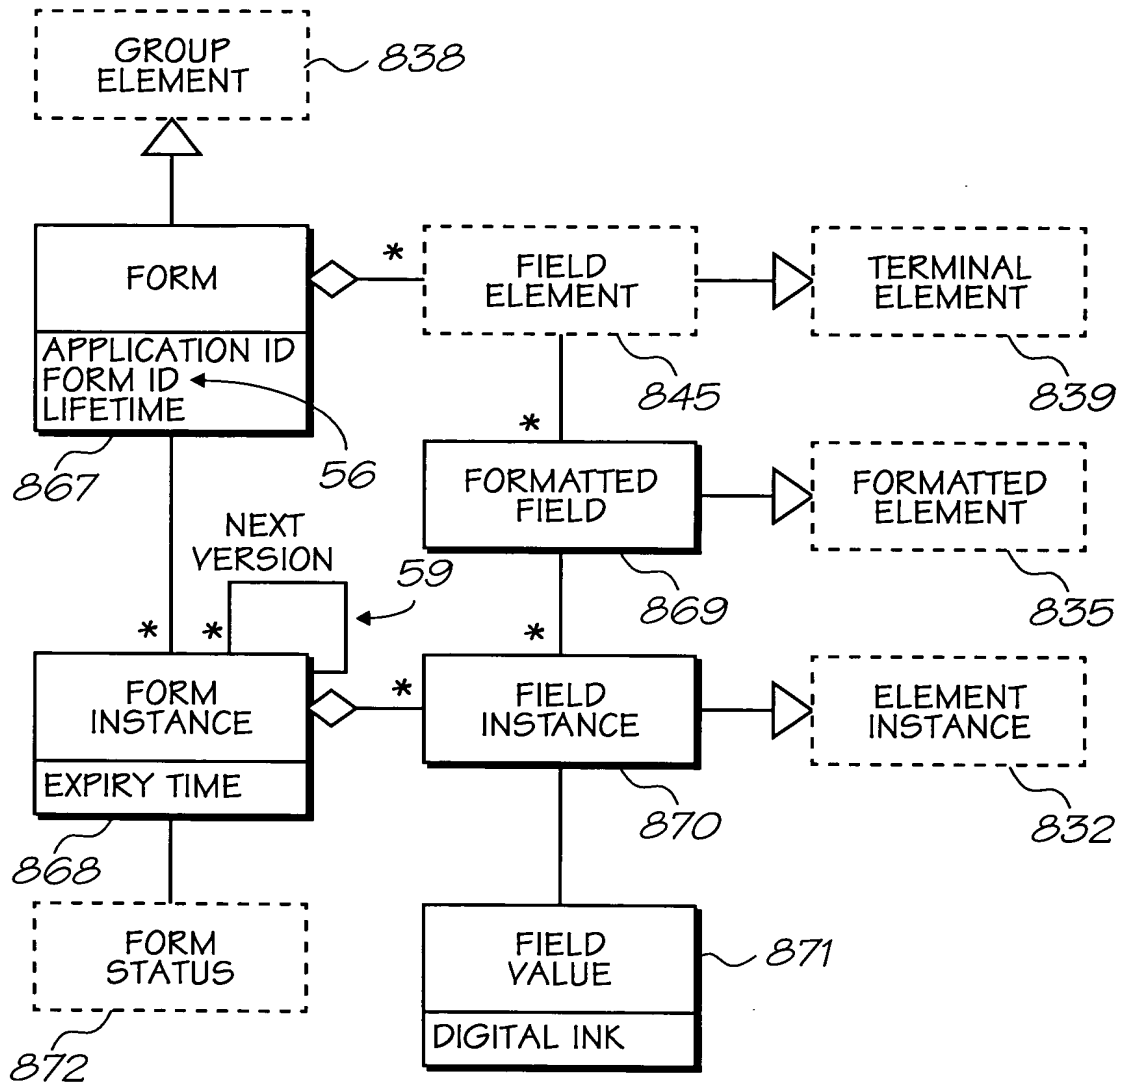 GROUP
ELEMENT
838
FORM
*
FIELD
ELEMENT
TERMINAL
ELEMENT
APPLICATION ID
FORM ID
LIFETIME
845
839
*
867
56
FORMATTED
FIELD
FORMATTED
ELEMENT
NEXT
VERSION
59
869
835
*
*
*
FORM
INSTANCE
*
FIELD
INSTANCE
ELEMENT
INSTANCE
EXPIRY TIME
870
832
868
FORM
STATUS
FIELD
VALUE
871
DIGITAL INK
872